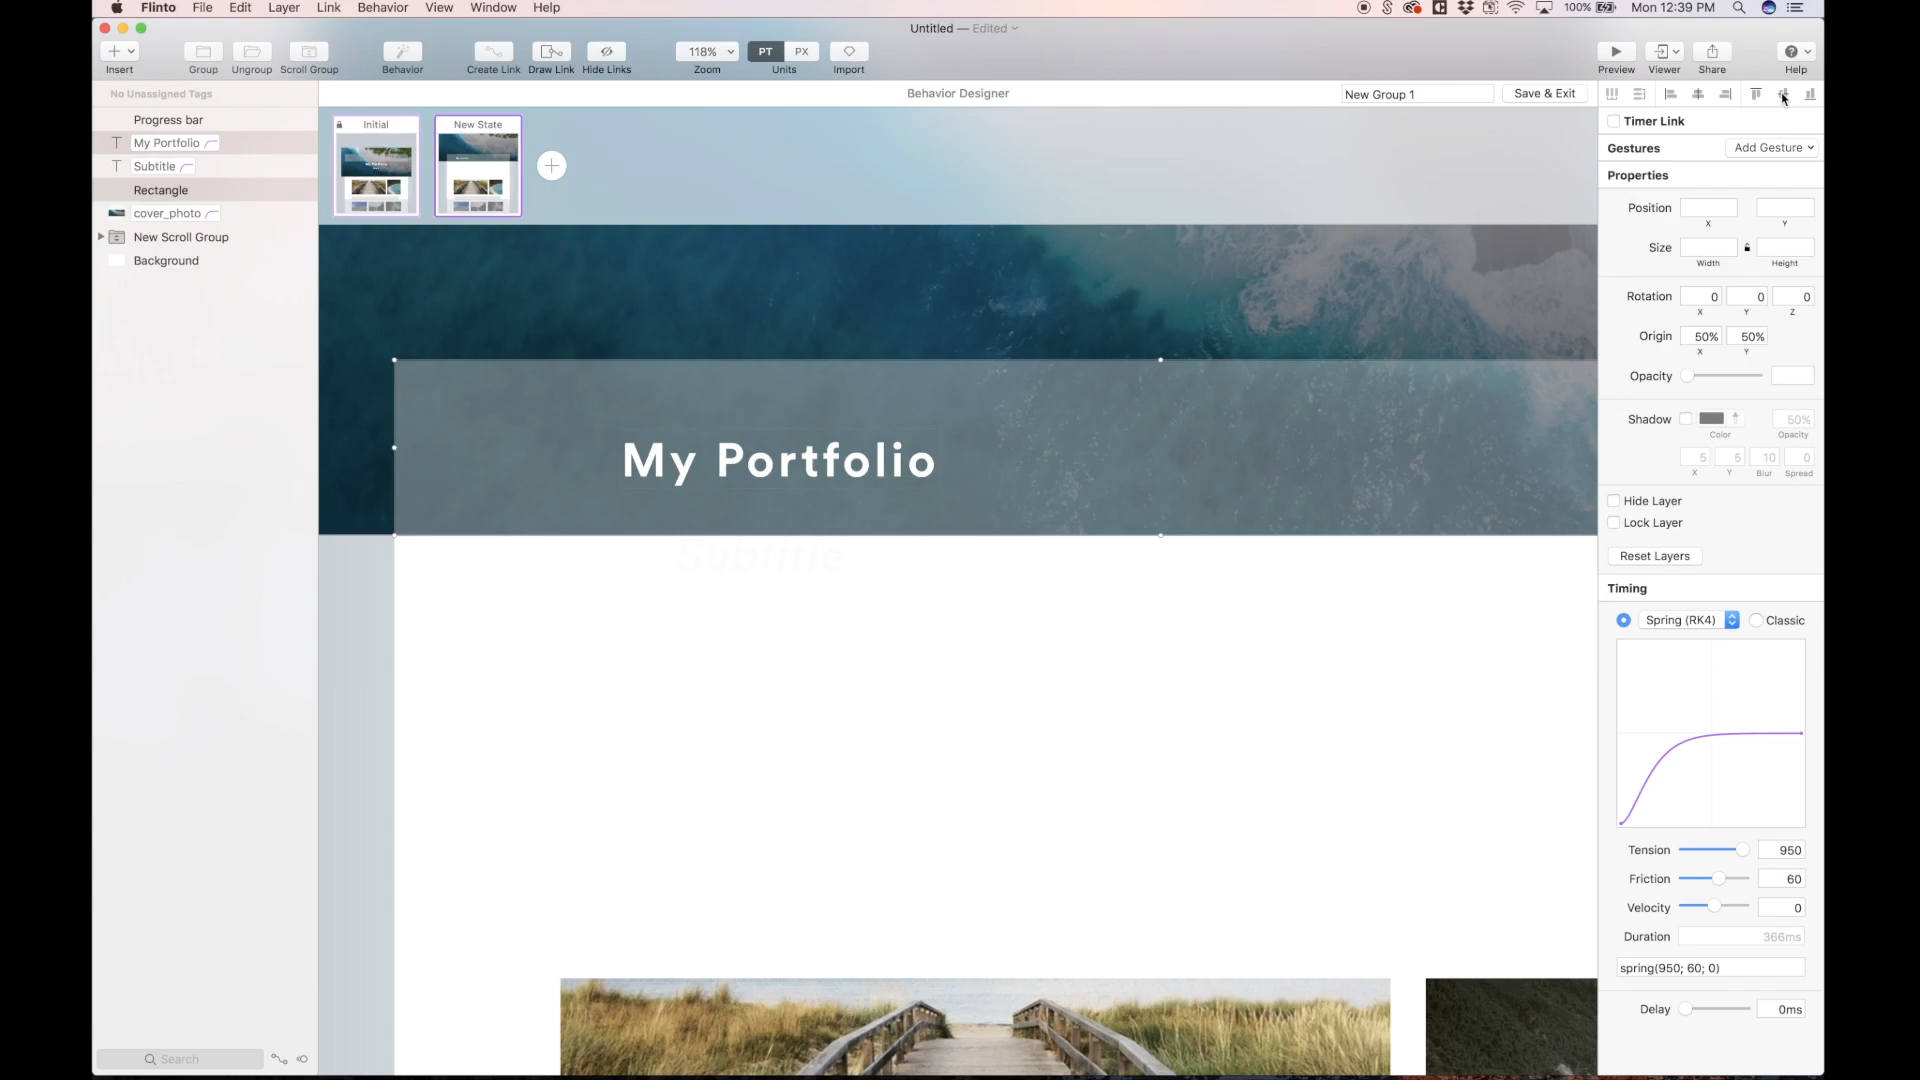 Flinto File Edit Layer Link Behavior View Window Help
100% Mon 12:39 PM
Untitled — Edited
118% PT PX
Insert Group Ungroup Scroll Group Behavior Create Link Draw Link Hide Links Zoom Units Import Preview Viewer Share Help
No Unassigned Tags
Behavior Designer
New Group 1
Save & Exit
Progress bar
My Portfolio
Subtitle
Rectangle
cover_photo
New Scroll Group
Background
Search
Initial
New State
My Portfolio
Subtitle
Timer Link
Gestures
Add Gesture
Properties
Position
X Y
Size
Width Height
Rotation 0 0 0
X Y Z
Origin 50% 50%
X Y
Opacity
Shadow 50%
Color Opacity
5 5 10 0
X Y Blur Spread
Hide Layer
Lock Layer
Reset Layers
Timing
Spring (RK4) Classic
Tension 950
Friction 60
Velocity 0
Duration 366ms
spring(950; 60; 0)
Delay 0ms